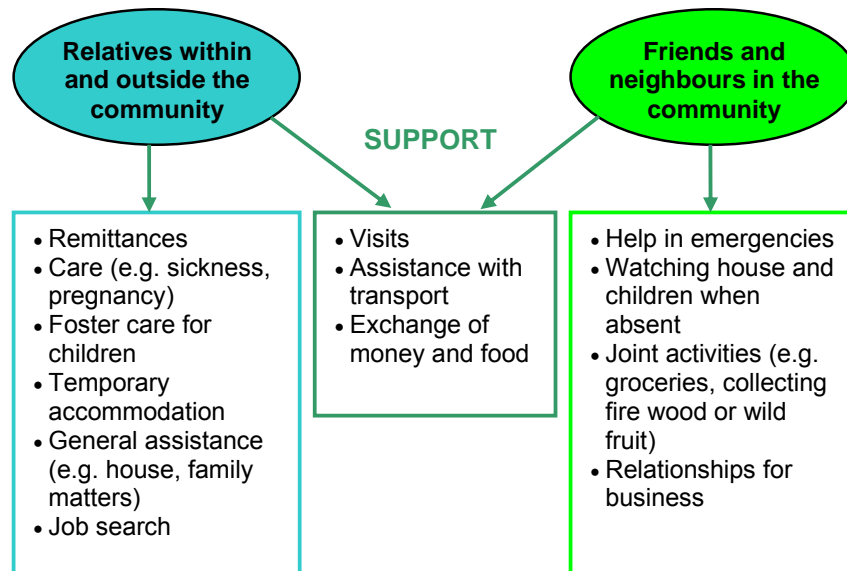 Relatives within
and outside the
community
Friends and
neighbours in the
community
SUPPORT
• Remittances
• Care (e.g. sickness,
pregnancy)
• Foster care for
children
• Temporary
accommodation
• General assistance
(e.g. house, family
matters)
• Job search
• Visits
• Assistance with
transport
• Exchange of
money and food
• Help in emergencies
• Watching house and
children when
absent
• Joint activities (e.g.
groceries, collecting
fire wood or wild
fruit)
• Relationships for
business